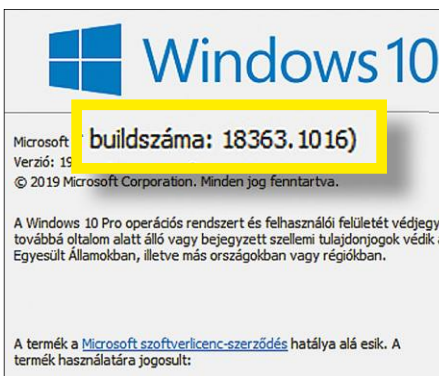 Windows 10
Microsoft
buildszáma: 18363.1016)
Verzió: 19
© 2019 Microsoft Corporation. Minden jog fenntartva.
A Windows 10 Pro operációs rendszert és felhasználói felületét védjegy
továbbá oltalom alatt álló vagy bejegyzett szellemi tulajdonjogok védik a
Egyesült Államokban, illetve más országokban vagy régiókban.
A termék a Microsoft szoftverlicenc-szerződés hatálya alá esik. A
termék használatára jogosult: